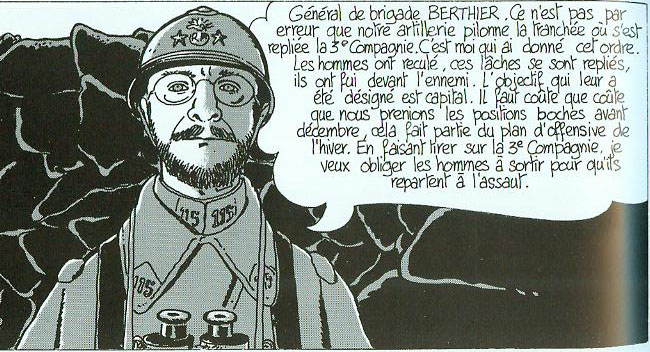 Général de brigade BERTHIER. Ce n'est pas par
erreur que notre artillerie pilonne la tranchée où s'est
repliée la 3e Compagnie. C'est moi qui ai donné cet ordre.
Les hommes ont reculé, ces lâches se sont repliés,
ils ont fui devant l'ennemi. L'objectif qui leur a
été désigné est capital. Il faut coûte que coûte
que nous prenions les positions boches avant
décembre, cela fait partie du plan d'offensive de
l'hiver. En faisant tirer sur la 3e Compagnie, je
veux obliger les hommes à sortir pour qu'ils
repartent à l'assaut.
115
115
115